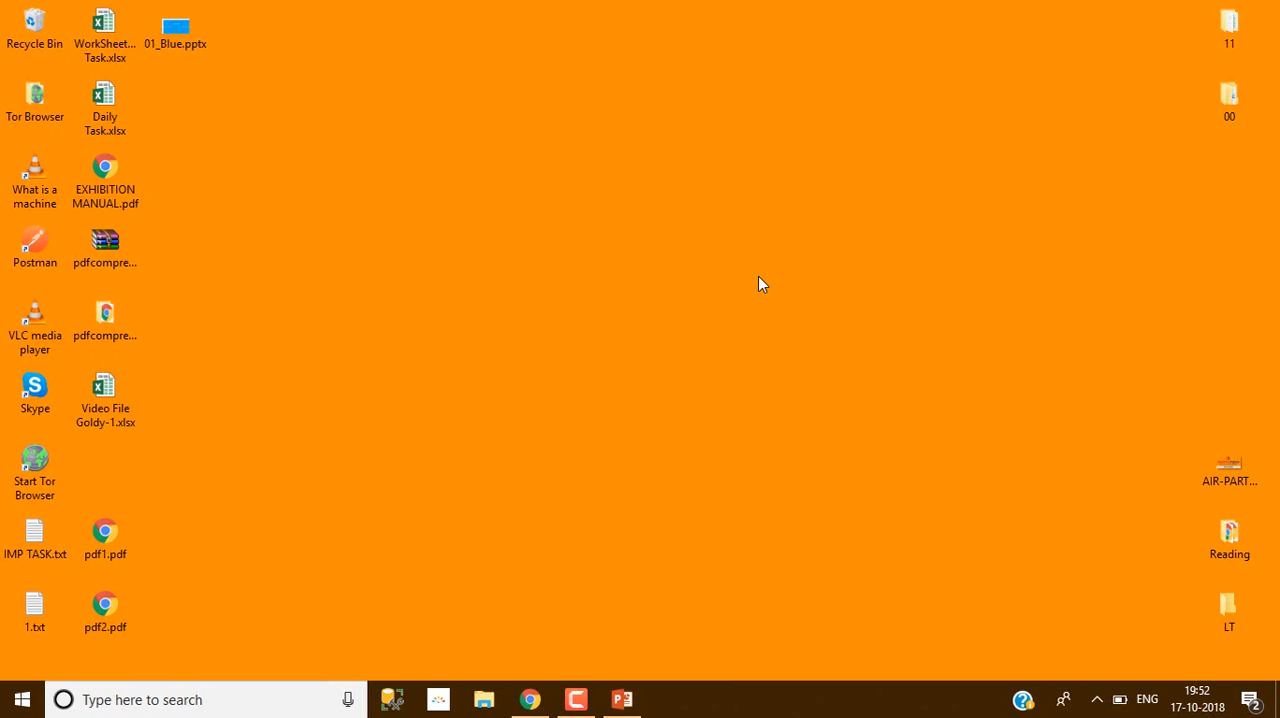 Recycle Bin
WorkSheet...
Task.xlsx
01_Blue.pptx
11
Tor Browser
Daily
Task.xlsx
00
What is a
machine
EXHIBITION
MANUAL.pdf
Postman
pdfcompre...
VLC media
player
pdfcompre...
Skype
Video File
Goldy-1.xlsx
Start Tor
Browser
AIR-PART...
IMP TASK.txt
pdf1.pdf
Reading
1.txt
pdf2.pdf
LT
Type here to search
ENG
19:52
17-10-2018
2